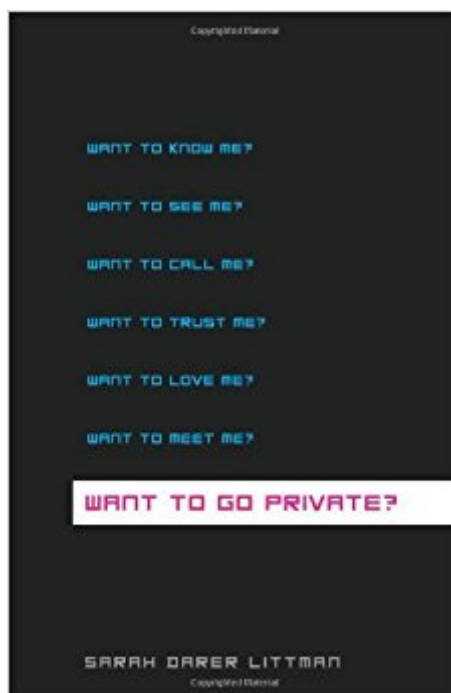 Copyrighted Material
WANT TO KNOW ME?
WANT TO SEE ME?
WANT TO CALL ME?
WANT TO TRUST ME?
WANT TO LOVE ME?
WANT TO MEET ME?
WANT TO GO PRIVATE?
SARAH DARER LITTMAN
Copyrighted Material